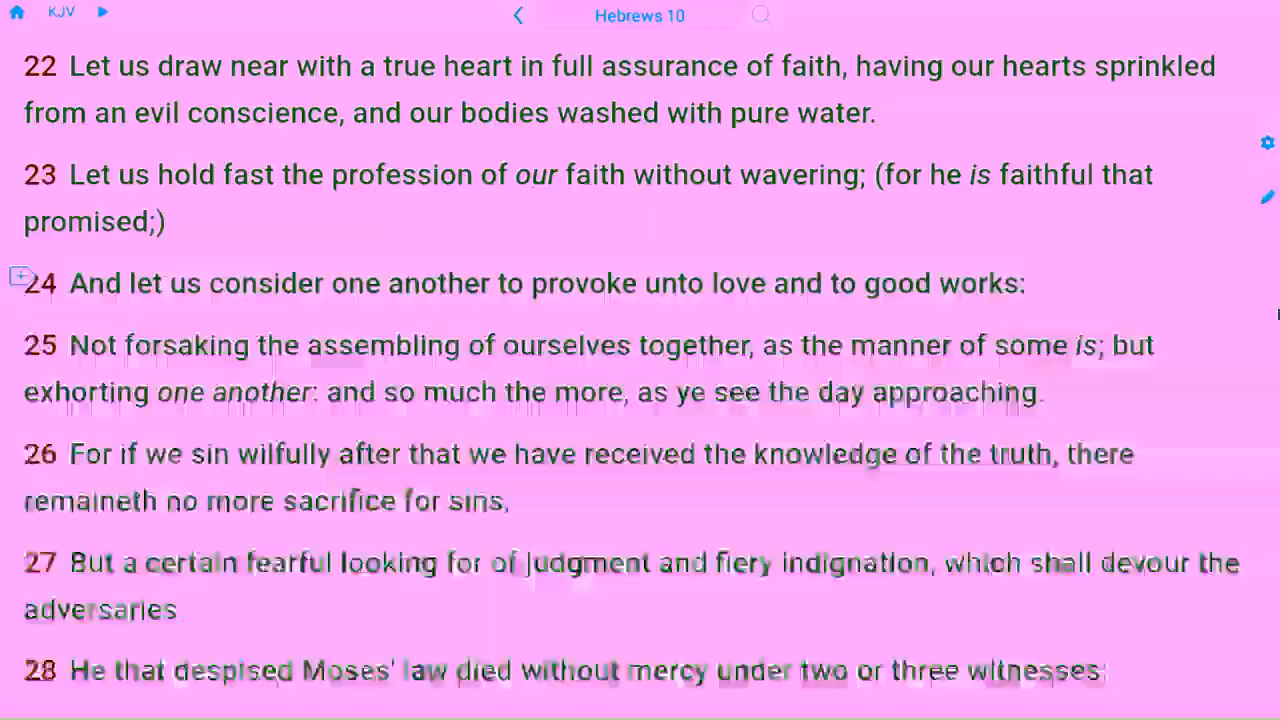 KJV
Hebrews 10
22 Let us draw near with a true heart in full assurance of faith, having our hearts sprinkled
from an evil conscience, and our bodies washed with pure water.
23 Let us hold fast the profession of our faith without wavering; (for he is faithful that
promised;)
24 And let us consider one another to provoke unto love and to good works:
25 Not forsaking the assembling of ourselves together, as the manner of some is; but
exhorting one another: and so much the more, as ye see the day approaching.
26 For if we sin wilfully after that we have received the knowledge of the truth, there
remaineth no more sacrifice for sins,
27 But a certain fearful looking for of judgment and fiery indignation, which shall devour the
adversaries
28 He that despised Moses' law died without mercy under two or three witnesses: